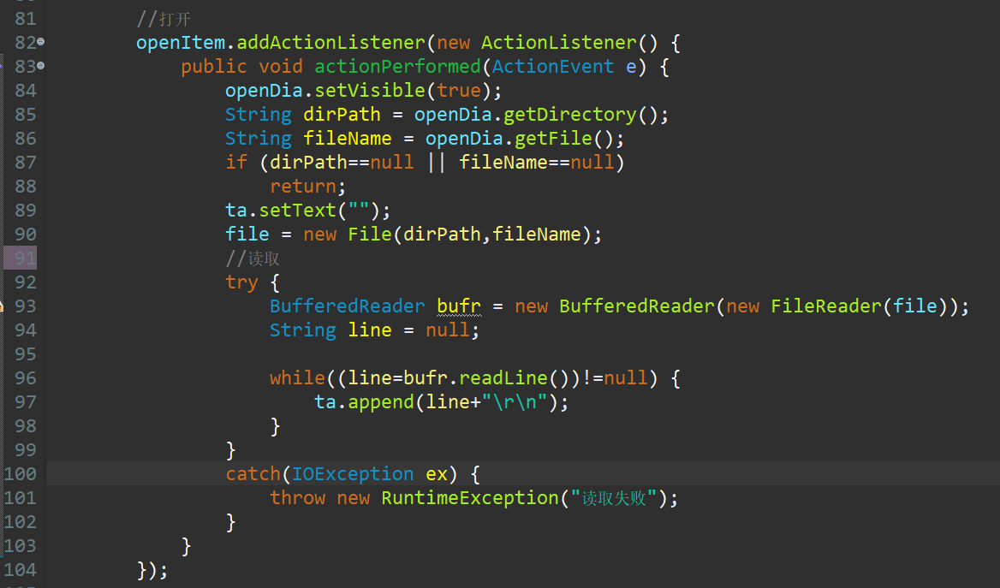 81 //打开
82 openItem.addActionListener(new ActionListener() {
83 public void actionPerformed(ActionEvent e) {
84 openDia.setVisible(true);
85 String dirPath = openDia.getDirectory();
86 String fileName = openDia.getFile();
87 if (dirPath==null || fileName==null)
88 return;
89 ta.setText("");
90 file = new File(dirPath,fileName);
91 //读取
92 try {
93 BufferedReader bufr = new BufferedReader(new FileReader(file));
94 String line = null;
95
96 while((line=bufr.readLine())!=null) {
97 ta.append(line+"\r\n");
98 }
99 }
100 catch(IOException ex) {
101 throw new RuntimeException("读取失败");
102 }
103 }
104 });